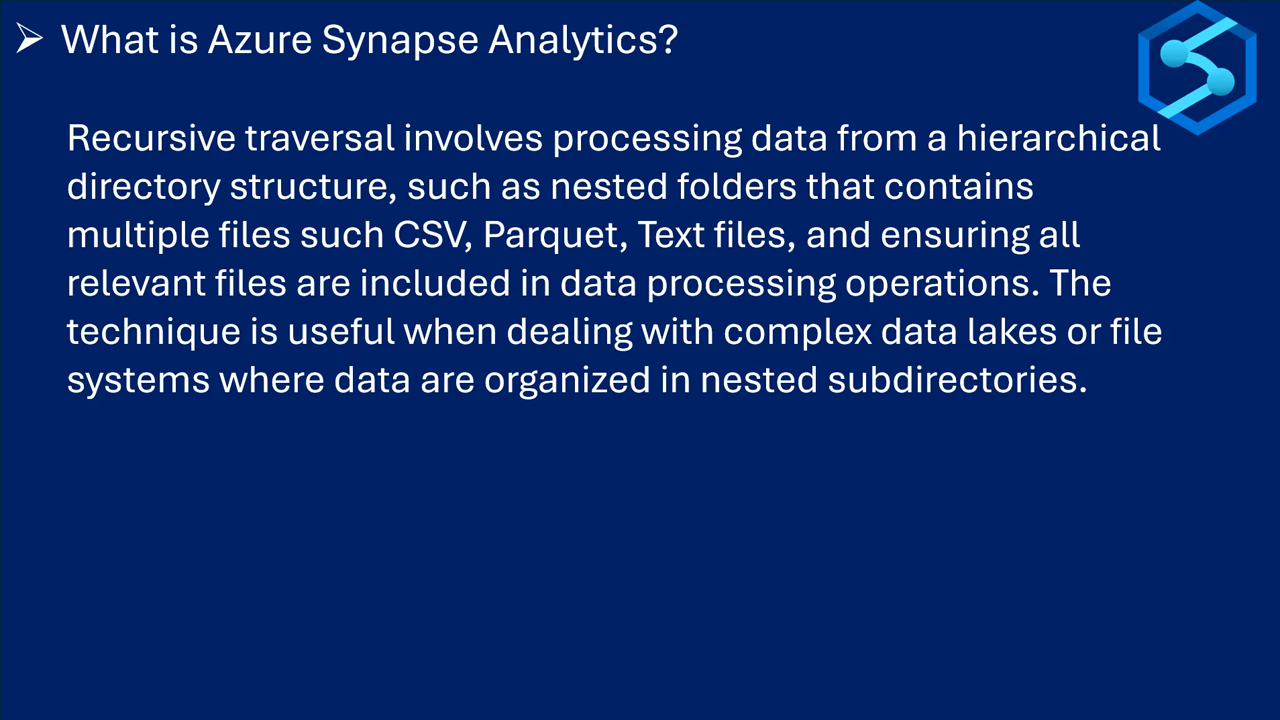 ➢ What is Azure Synapse Analytics?
Recursive traversal involves processing data from a hierarchical
directory structure, such as nested folders that contains
multiple files such CSV, Parquet, Text files, and ensuring all
relevant files are included in data processing operations. The
technique is useful when dealing with complex data lakes or file
systems where data are organized in nested subdirectories.